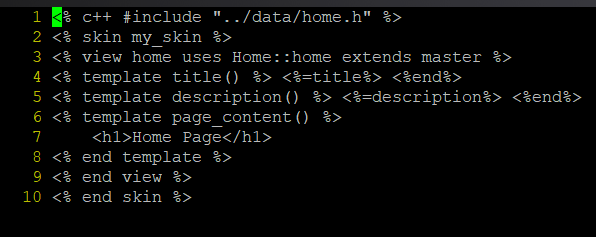 1 <% c++ #include "../data/home.h" %>
2 <% skin my_skin %>
3 <% view home uses Home::home extends master %>
4 <% template title() %> <%=title%> <%end%>
5 <% template description() %> <%=description%> <%end%>
6 <% template page_content() %>
7     <h1>Home Page</h1>
8 <% end template %>
9 <% end view %>
10 <% end skin %>